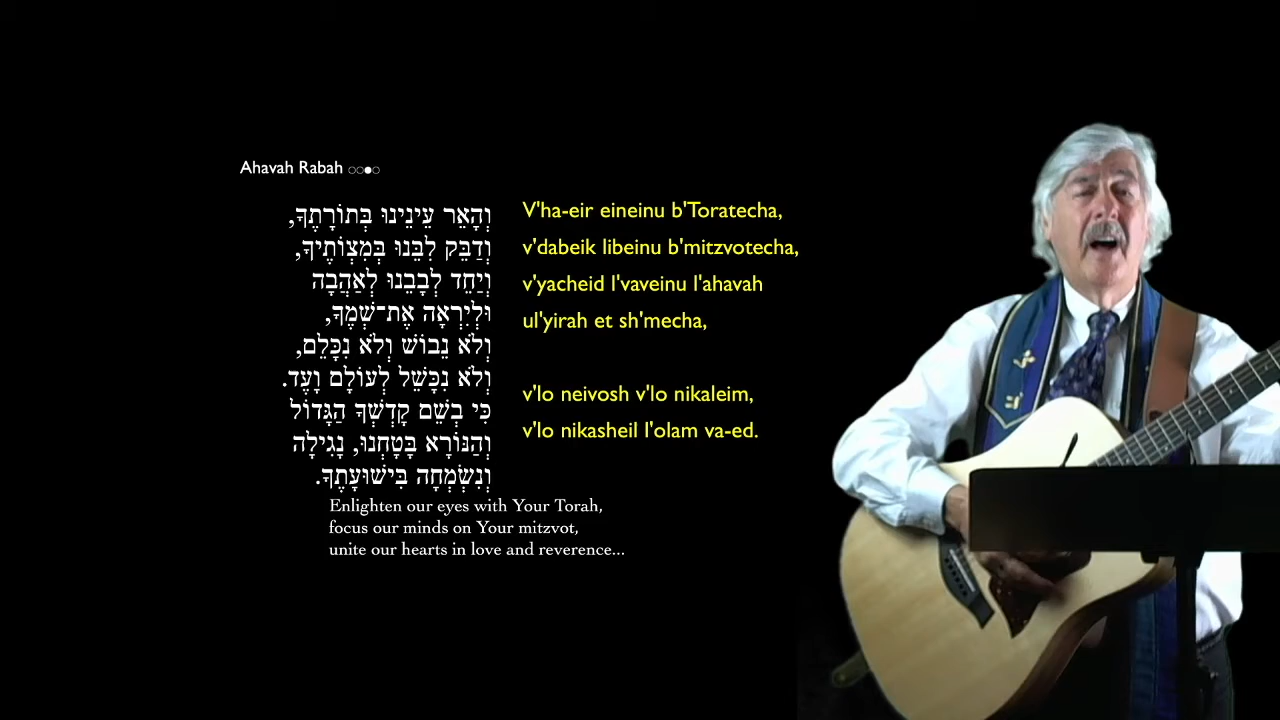 Ahavah Rabah
וְהָאֵר עֵינֵינוּ בְּתוֹרָתֶךָ,
וְדַבֵּק לִבֵּנוּ בְּמִצְוֹתֶיךָ,
וְיַחֵד לְבָבֵנוּ לְאַהֲבָה
וּלְיִרְאָה אֶת־שְׁמֶךָ,
וְלֹא נֵבוֹשׁ וְלֹא נִכָּלֵם,
וְלֹא נִכָּשֵׁל לְעוֹלָם וָעֶד.
כִּי בְשֵׁם קָדְשְׁךָ הַגָּדוֹל
וְהַנּוֹרָא בָּטָחְנוּ, נָגִילָה
וְנִשְׂמְחָה בִּישׁוּעָתֶךָ.
V'ha-eir eineinu b'Toratecha,
v'dabeik libeinu b'mitzvotecha,
v'yacheid l'vaveinu l'ahavah
ul'yirah et sh'mecha,
v'lo neivosh v'lo nikaleim,
v'lo nikasheil l'olam va-ed.
Enlighten our eyes with Your Torah,
focus our minds on Your mitzvot,
unite our hearts in love and reverence...